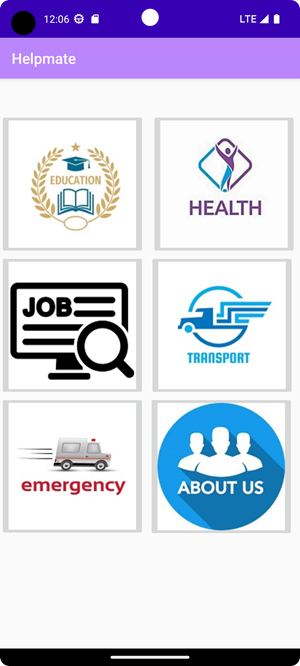 12:06
LTE
Helpmate
EDUCATION
HEALTH
JOB
TRANSPORT
emergency
ABOUT US